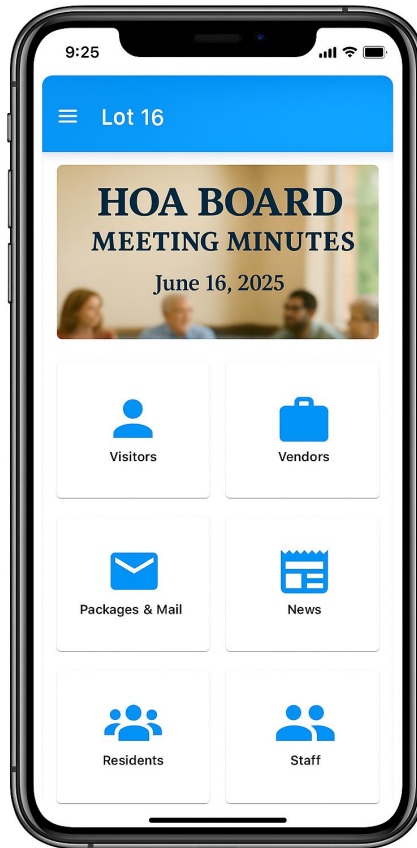 9:25
Lot 16
HOA BOARD
MEETING MINUTES
June 16, 2025
Visitors
Vendors
Packages & Mail
News
Residents
Staff